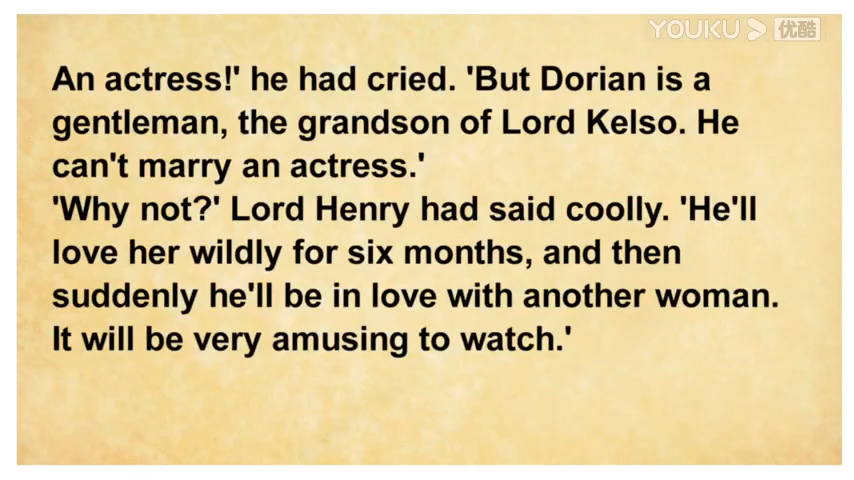 YOUKU 优酷
An actress!' he had cried. 'But Dorian is a
gentleman, the grandson of Lord Kelso. He
can't marry an actress.'
'Why not?' Lord Henry had said coolly. 'He'll
love her wildly for six months, and then
suddenly he'll be in love with another woman.
It will be very amusing to watch.'